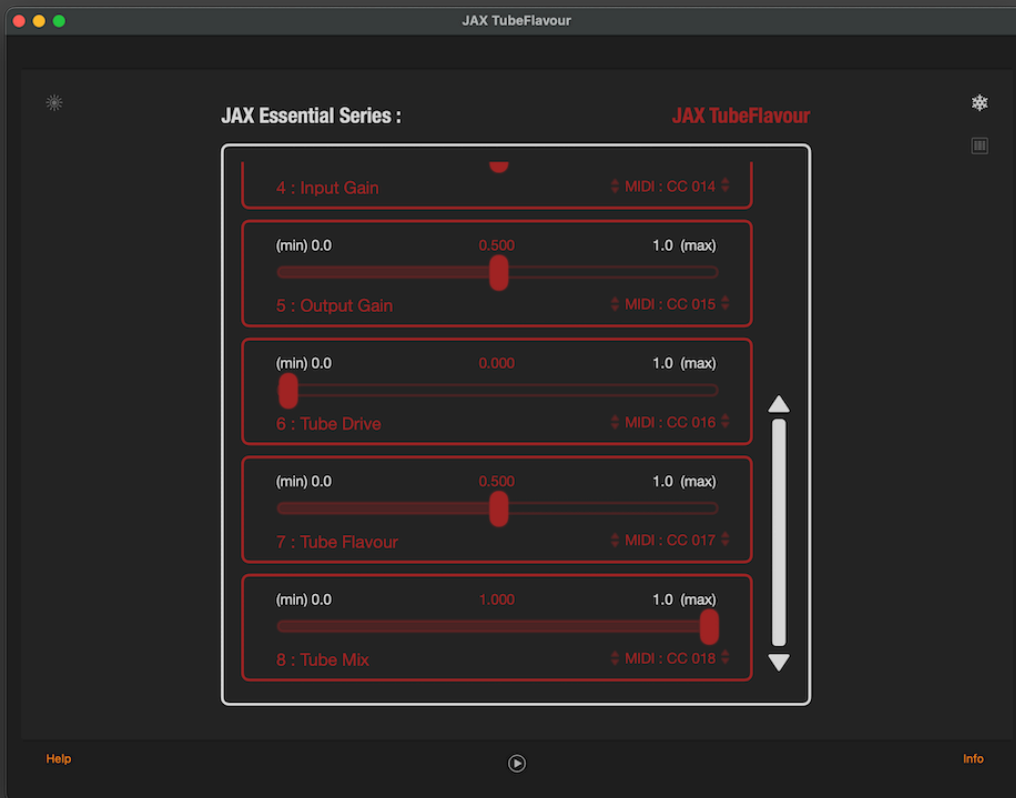 JAX TubeFlavour
JAX Essential Series :
JAX TubeFlavour
4 : Input Gain
MIDI : CC 014
(min) 0.0
0.500
1.0 (max)
5 : Output Gain
MIDI : CC 015
(min) 0.0
0.000
1.0 (max)
6 : Tube Drive
MIDI : CC 016
(min) 0.0
0.500
1.0 (max)
7 : Tube Flavour
MIDI : CC 017
(min) 0.0
1.000
1.0 (max)
8 : Tube Mix
MIDI : CC 018
Help
Info